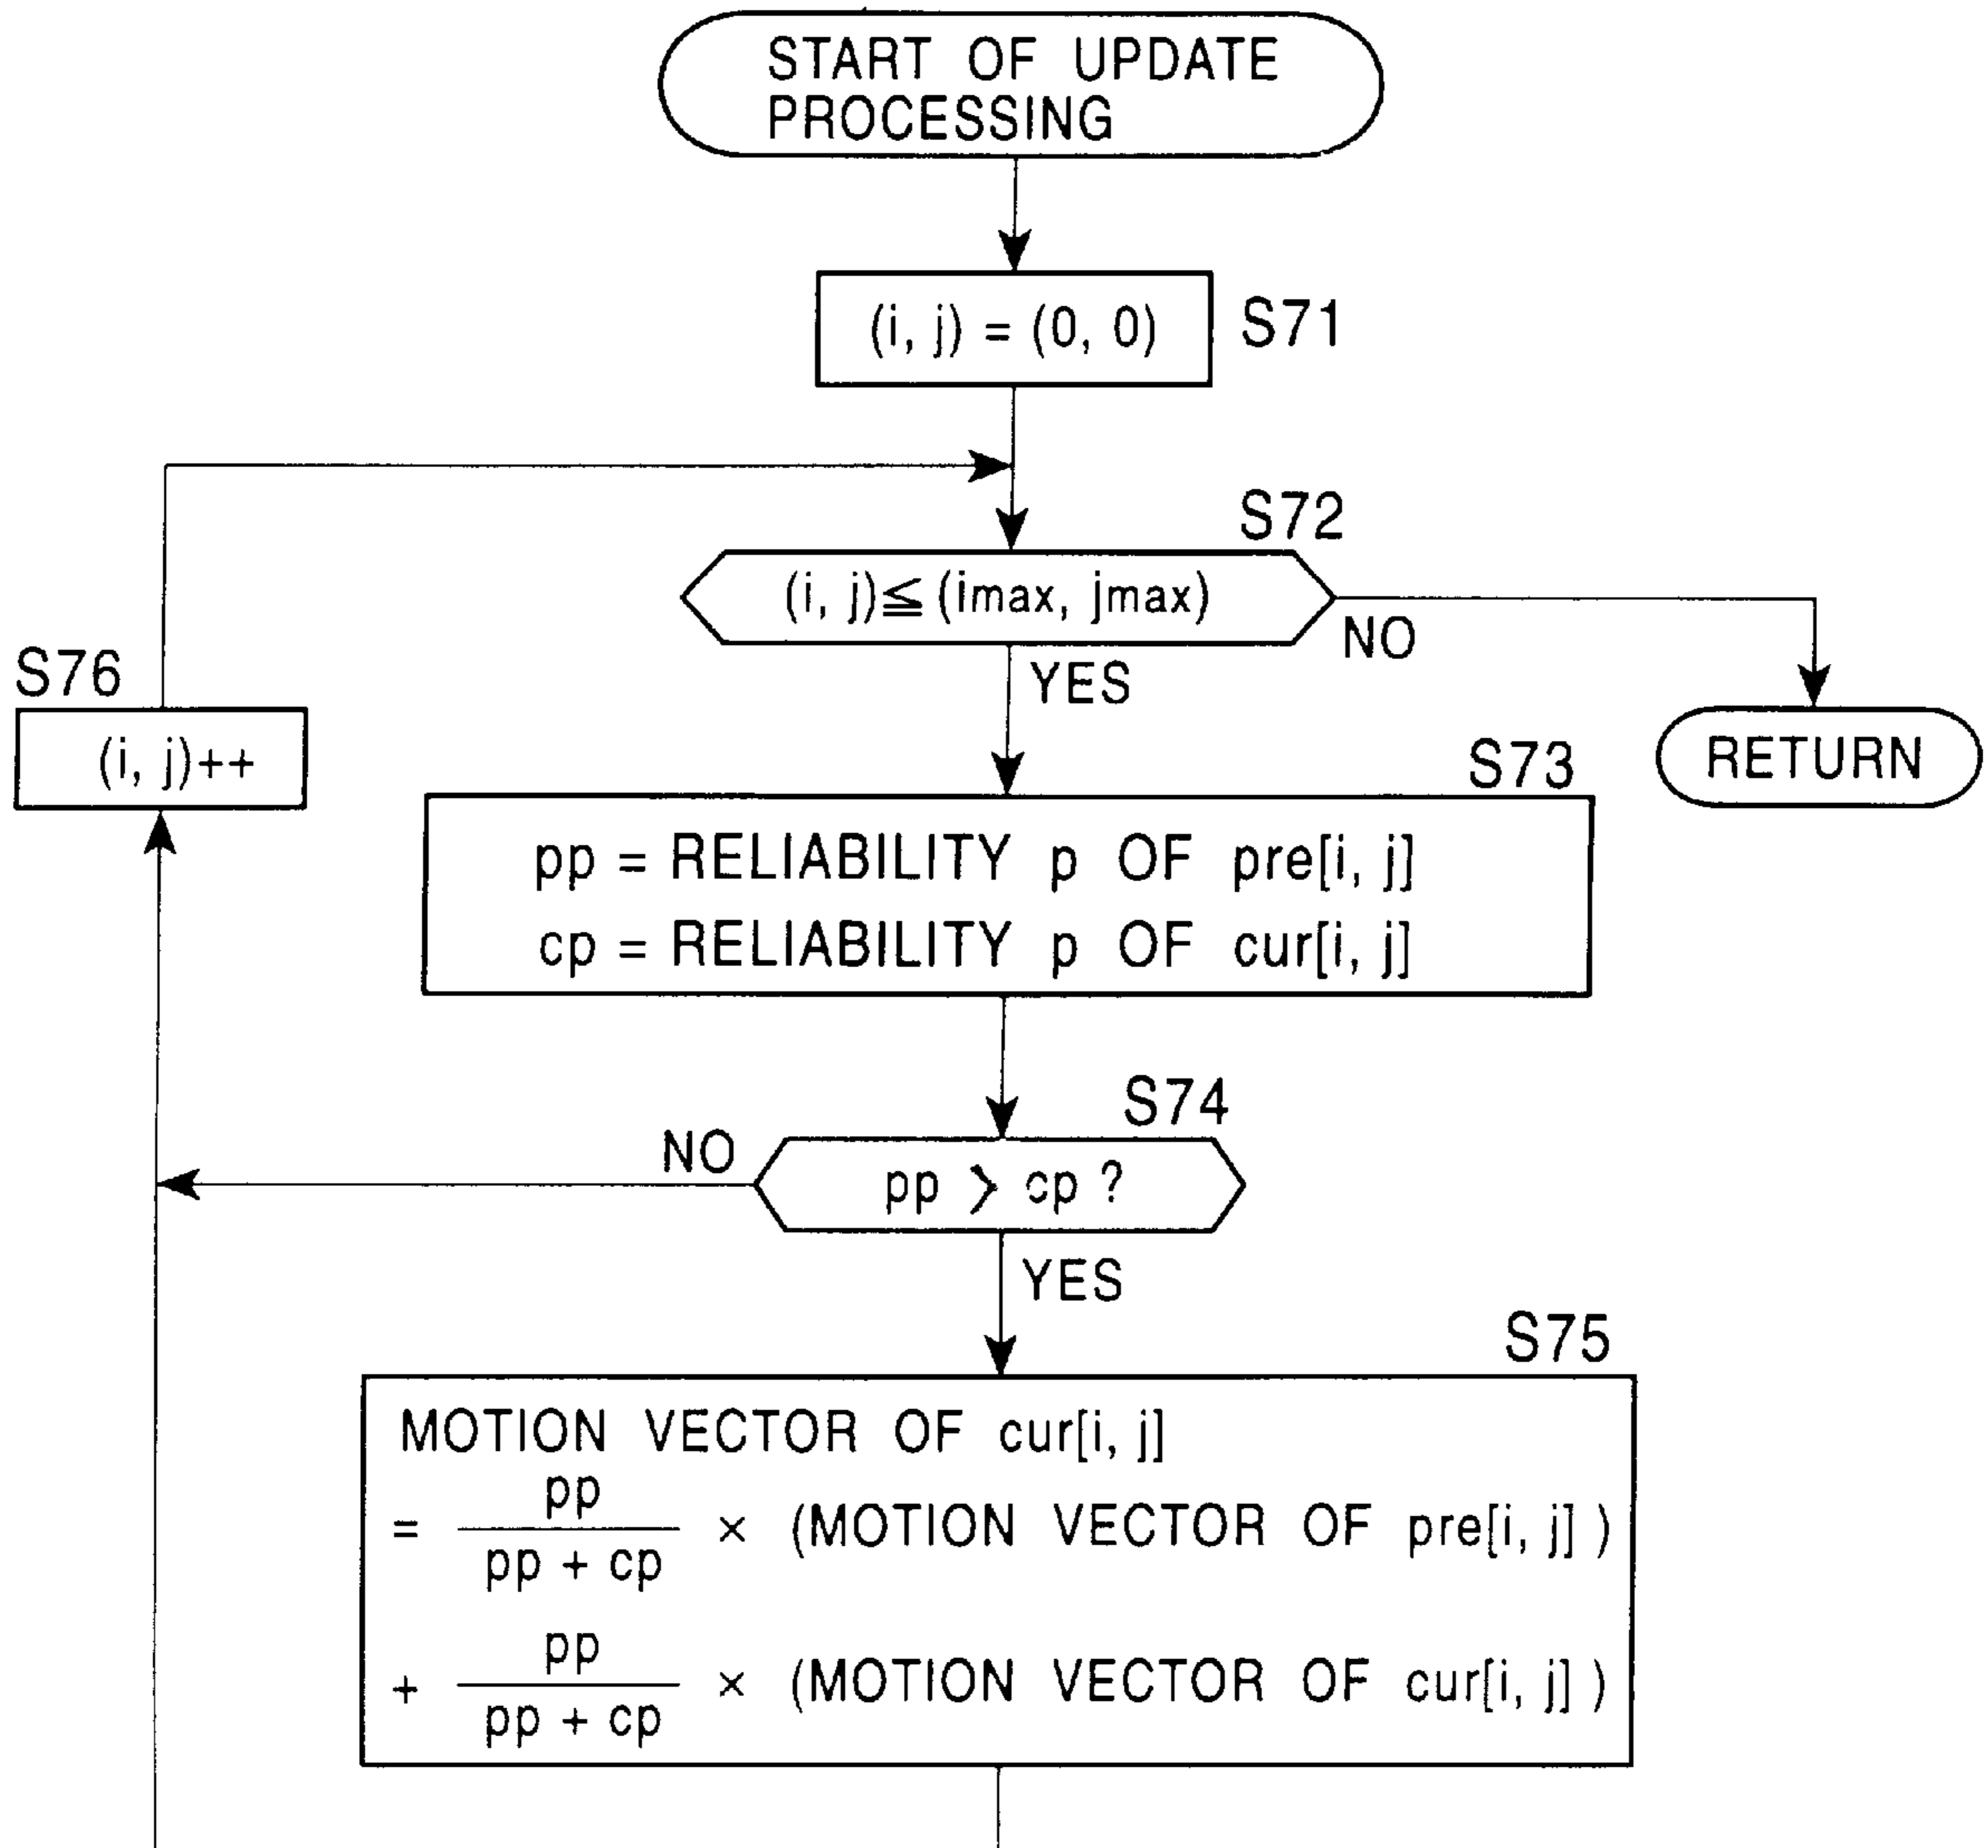 START OF UPDATE
PROCESSING
(i, j) = (0, 0)
S71
S72
(i, j)≦(imax, jmax)
NO
YES
S76
(i, j)++
RETURN
S73
pp = RELIABILITY p OF pre[i, j]
cp = RELIABILITY p OF cur[i, j]
S74
NO
pp > cp ?
YES
S75
MOTION VECTOR OF cur[i, j]
= pp / pp + cp × (MOTION VECTOR OF pre[i, j] )
+ pp / pp + cp × (MOTION VECTOR OF cur[i, j] )